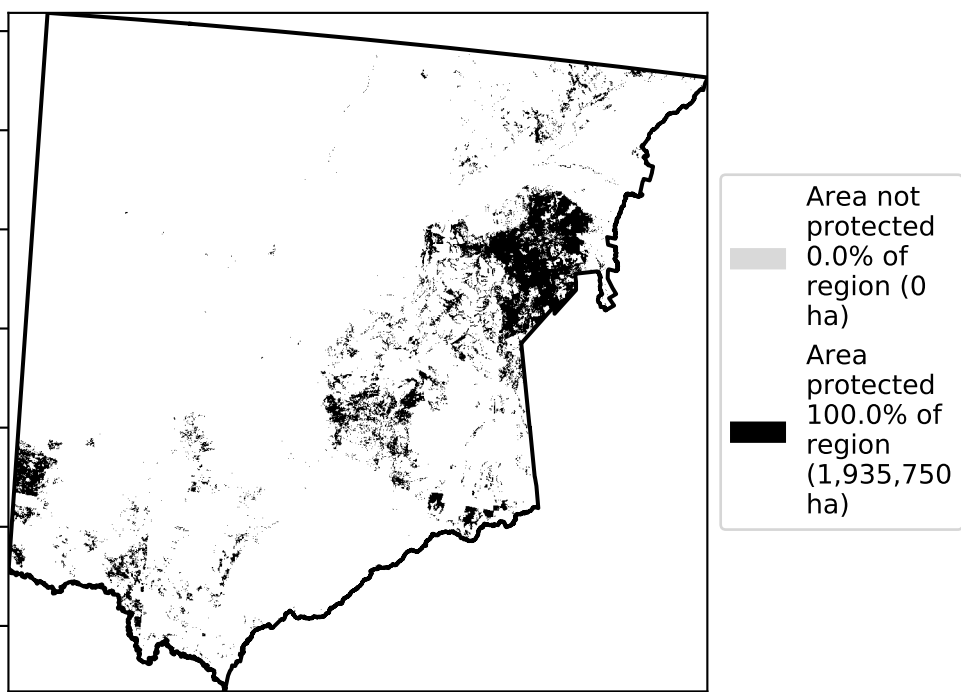 Area not
protected
0.0% of
region (0
ha)
Area
protected
100.0% of
region
(1,935,750
ha)